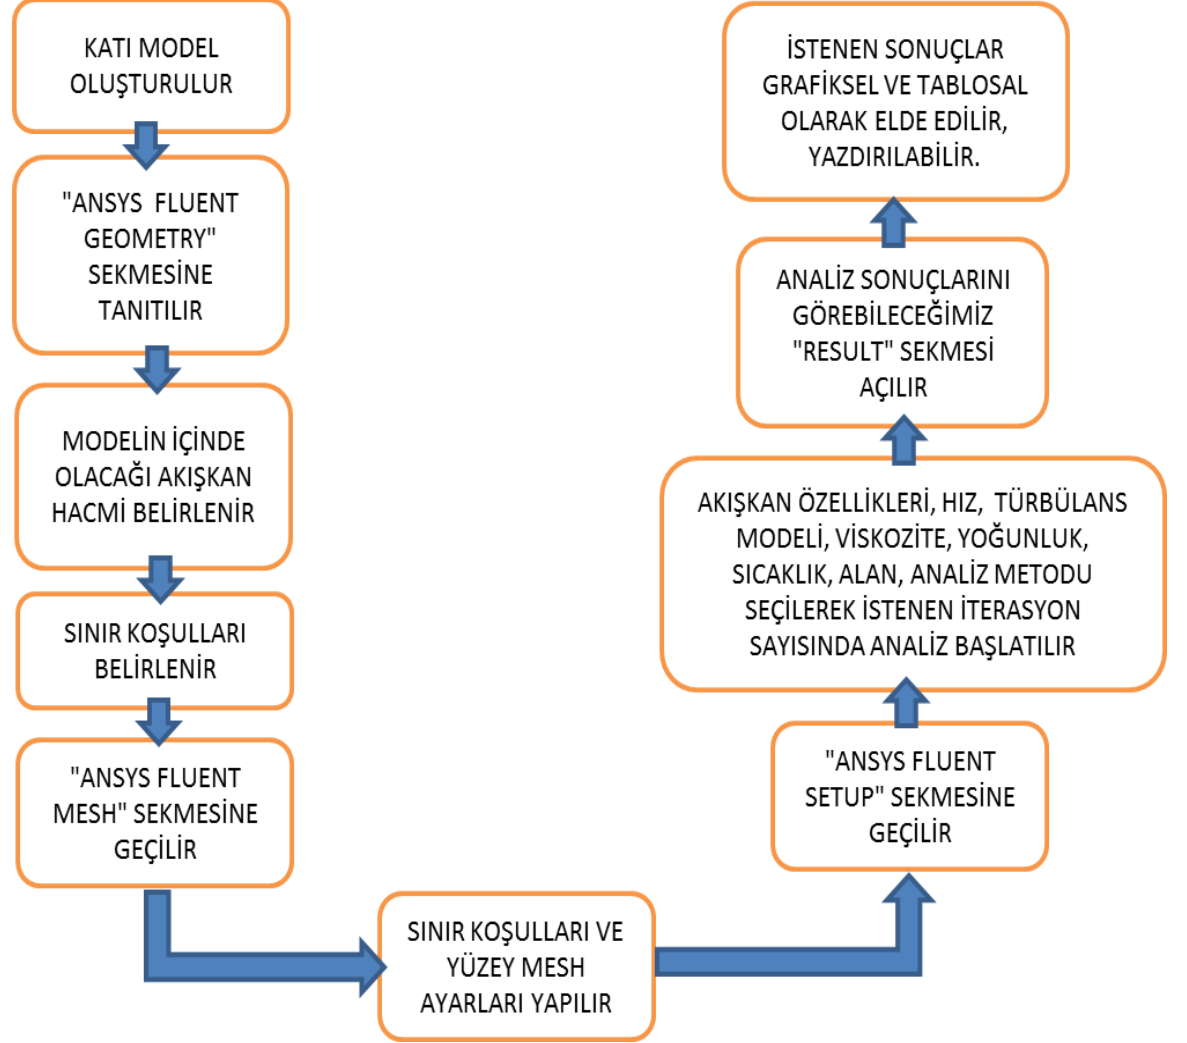 KATI MODEL
OLUŞTURULUR
"ANSYS FLUENT
GEOMETRY"
SEKMESİNE
TANITILIR
MODELİN İÇİNDE
OLACAĞI AKIŞKAN
HACMİ BELİRLENİR
SINIR KOŞULLARI
BELİRLENİR
"ANSYS FLUENT
MESH" SEKMESİNE
GEÇİLİR
SINIR KOŞULLARI VE
YÜZEY MESH
AYARLARI YAPILIR
"ANSYS FLUENT
SETUP" SEKMESİNE
GEÇİLİR
AKIŞKAN ÖZELLİKLERİ, HIZ, TÜRBÜLANS
MODELİ, VİSKOZİTE, YOĞUNLUK,
SICAKLIK, ALAN, ANALİZ METODU
SEÇİLEREK İSTENEN İTERASYON
SAYISINDA ANALİZ BAŞLATILIR
ANALİZ SONUÇLARINI
GÖREBİLECEĞİMİZ
"RESULT" SEKMESİ
AÇILIR
İSTENEN SONUÇLAR
GRAFİKSEL VE TABLOSAL
OLARAK ELDE EDİLİR,
YAZDIRILABİLİR.